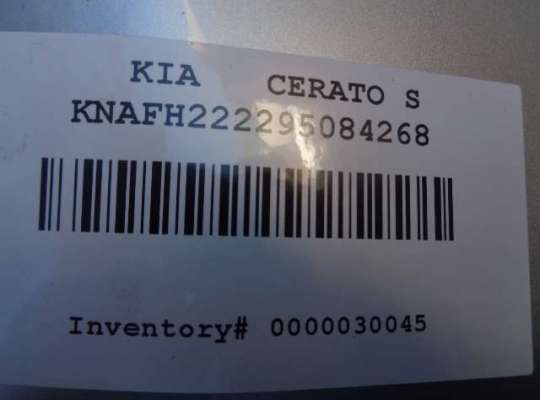 KIA CERATO S
KNAFH222295084268
Inventory# 0000030045